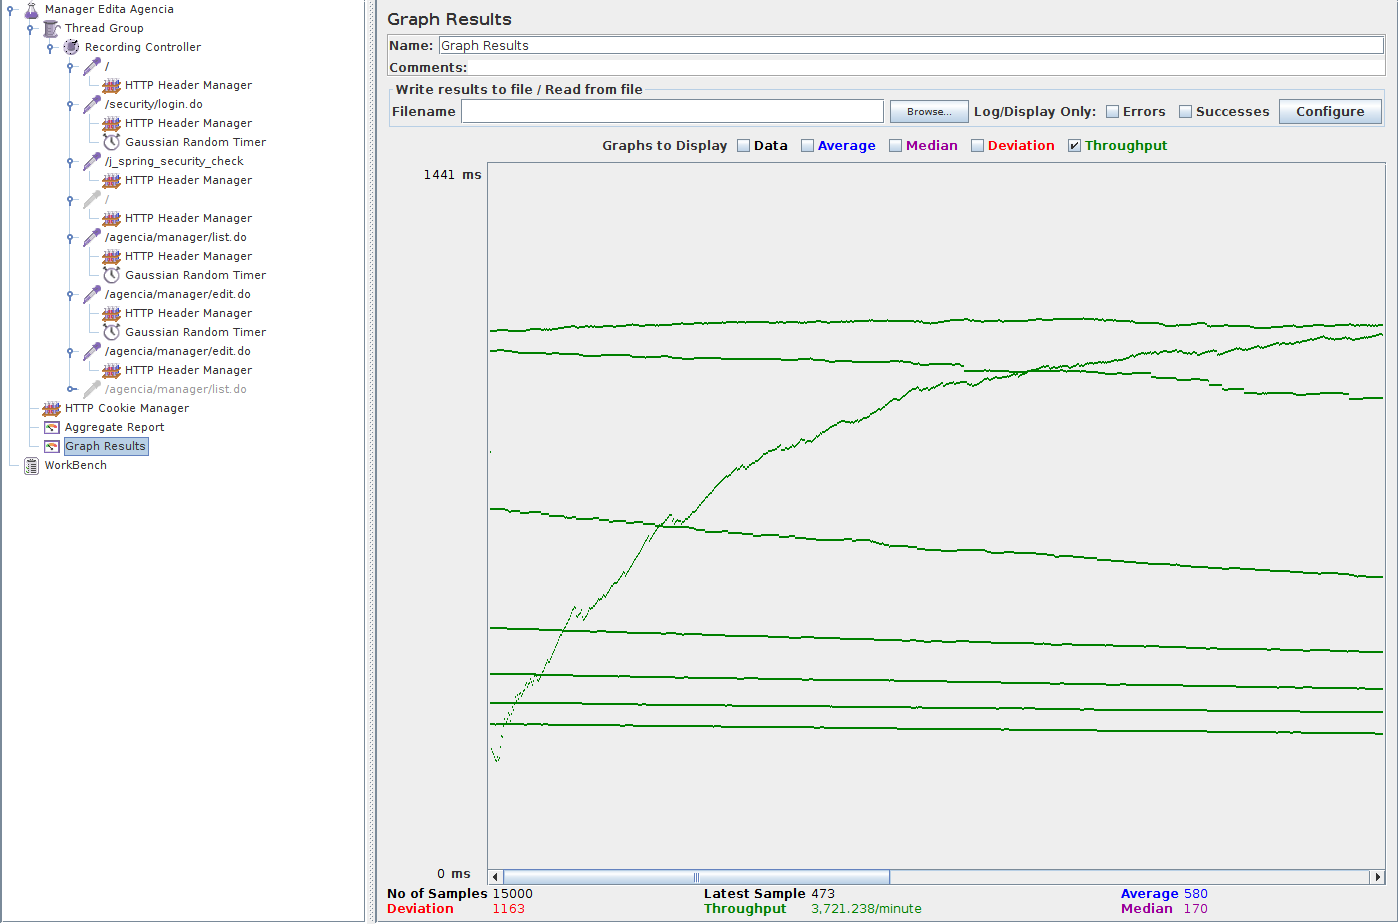 Manager Edita Agencia
Thread Group
Recording Controller
/
HTTP Header Manager
/security/login.do
HTTP Header Manager
Gaussian Random Timer
/j_spring_security_check
HTTP Header Manager
/
HTTP Header Manager
/agencia/manager/list.do
HTTP Header Manager
Gaussian Random Timer
/agencia/manager/edit.do
HTTP Header Manager
Gaussian Random Timer
/agencia/manager/edit.do
HTTP Header Manager
/agencia/manager/list.do
HTTP Cookie Manager
Aggregate Report
Graph Results
WorkBench
Graph Results
Name: Graph Results
Comments:
Write results to file / Read from file
Filename Browse... Log/Display Only: Errors Successes Configure
Graphs to Display Data Average Median Deviation Throughput
1441 ms
0 ms
No of Samples 15000 Latest Sample 473 Average 580
Deviation 1163 Throughput 3,721.238/minute Median 170